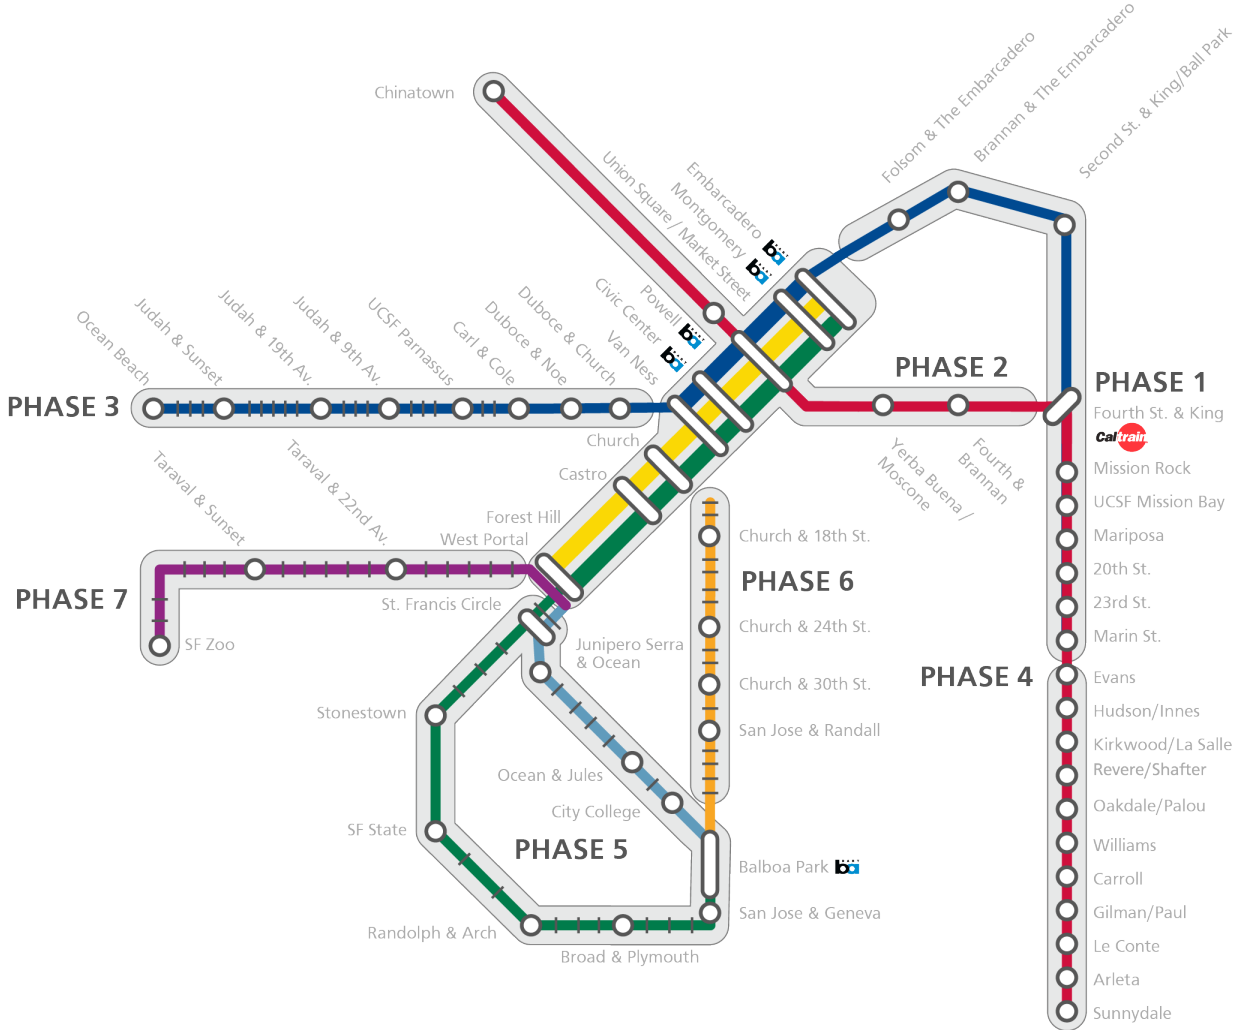 Chinatown
Union Square / Market Street
Embarcadero
Montgomery
ba
ba
Folsom & The Embarcadero
Brannan & The Embarcadero
Second St. & King/Ball Park
Powell
Civic Center
Van Ness
ba
ba
Ocean Beach
Judah & Sunset
Judah & 19th Av.
Judah & 9th Av.
UCSF Parnassus
Carl & Cole
Duboce & Noe
Duboce & Church
PHASE 3
PHASE 2
PHASE 1
Fourth St. & King
Caltrain
Yerba Buena /
Moscone
Fourth &
Brannan
Mission Rock
UCSF Mission Bay
Mariposa
20th St.
23rd St.
Marin St.
Church
Castro
Forest Hill
West Portal
Taraval & Sunset
Taraval & 22nd Av.
PHASE 7
SF Zoo
St. Francis Circle
Junipero Serra
& Ocean
Church & 18th St.
PHASE 6
Church & 24th St.
Church & 30th St.
San Jose & Randall
PHASE 4
Evans
Hudson/Innes
Kirkwood/La Salle
Revere/Shafter
Oakdale/Palou
Williams
Carroll
Gilman/Paul
Le Conte
Arleta
Sunnydale
Stonestown
Ocean & Jules
City College
SF State
PHASE 5
Balboa Park
ba
San Jose & Geneva
Randolph & Arch
Broad & Plymouth